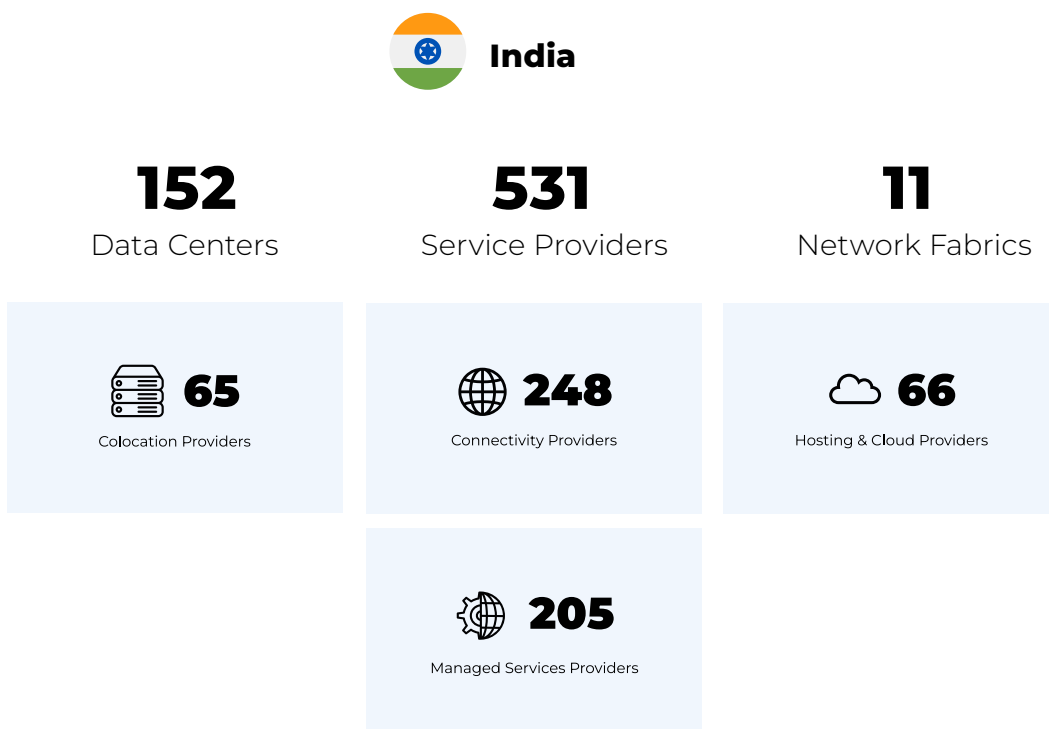 India
152
Data Centers
531
Service Providers
11
Network Fabrics
65
Colocation Providers
248
Connectivity Providers
66
Hosting & Cloud Providers
205
Managed Services Providers